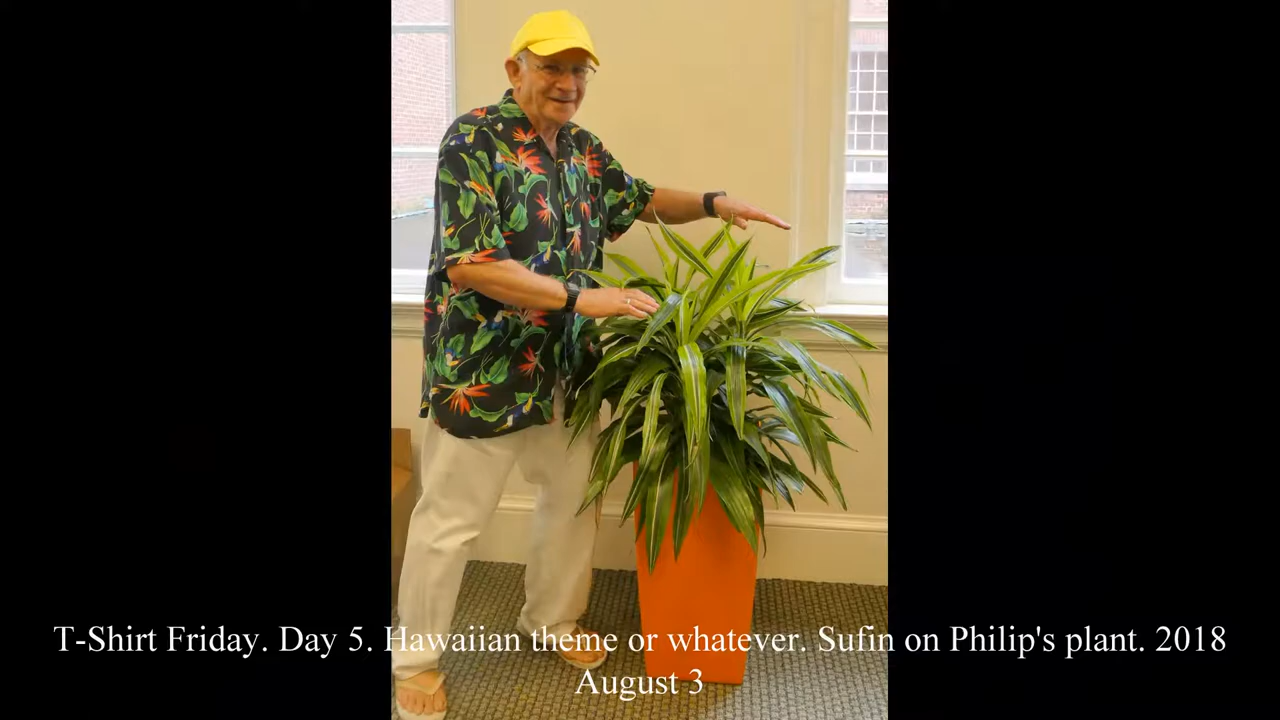 T-Shirt Friday. Day 5. Hawaiian theme or whatever. Sufin on Philip's plant. 2018
August 3